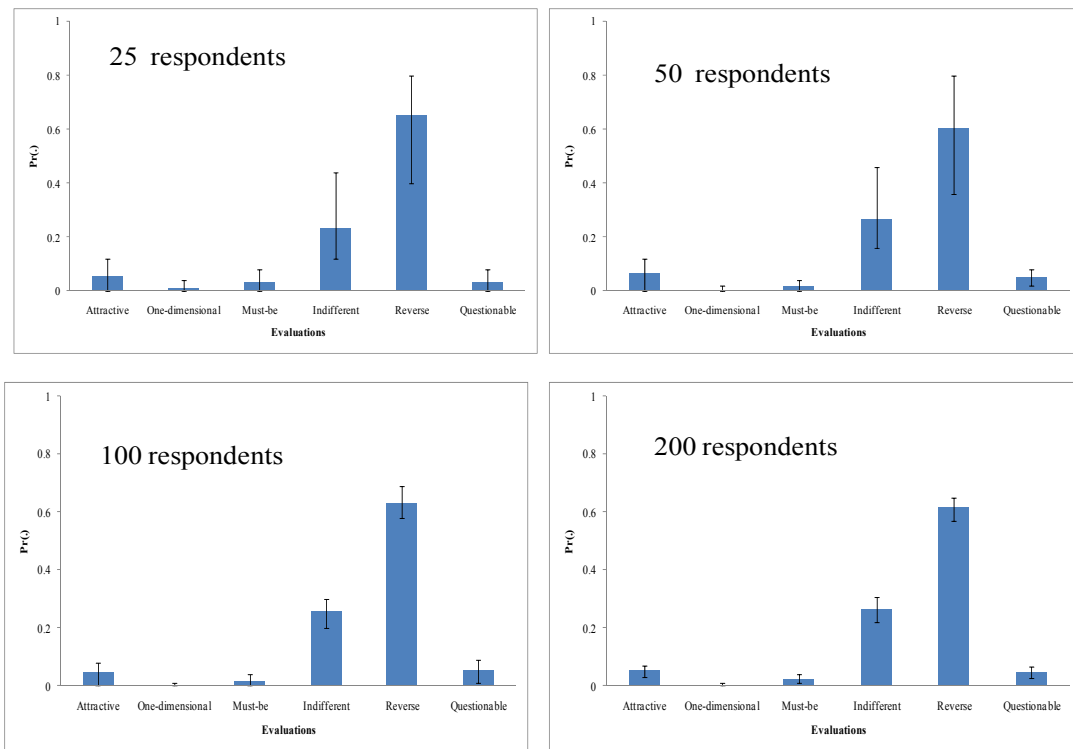 25 respondents
1
0.8
0.6
0.4
0.2
0
Pr(.)
Attractive One-dimensional Must-be Indifferent Reverse Questionable
Evaluations
50 respondents
1
0.8
0.6
0.4
0.2
0
Pr(.)
Attractive One-dimensional Must-be Indifferent Reverse Questionable
Evaluations
100 respondents
1
0.8
0.6
0.4
0.2
0
Pr(.)
Attractive One-dimensional Must-be Indifferent Reverse Questionable
Evaluations
200 respondents
1
0.8
0.6
0.4
0.2
0
Pr(.)
Attractive One-dimensional Must-be Indifferent Reverse Questionable
Evaluations